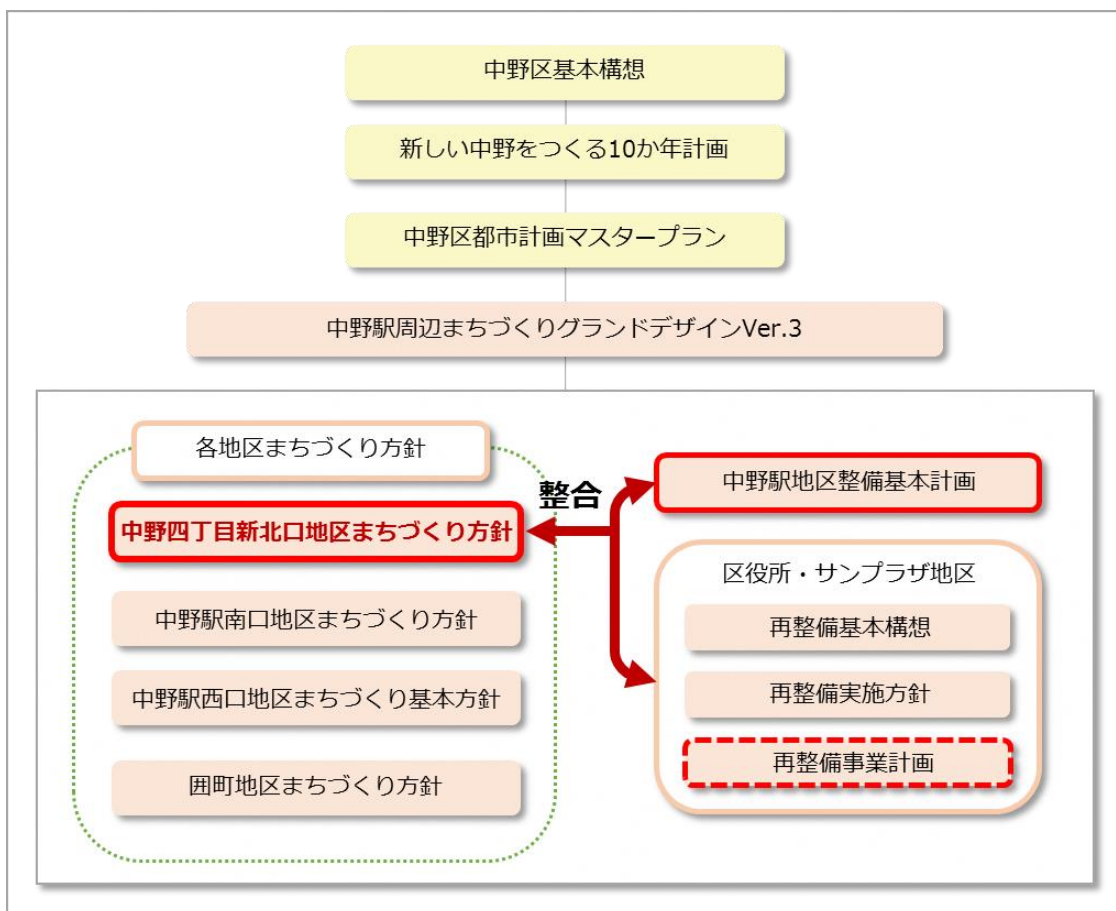 中野区基本構想
新しい中野をつくる10か年計画
中野区都市計画マスタープラン
中野駅周辺まちづくりグランドデザインVer.3
各地区まちづくり方針
中野四丁目新北口地区まちづくり方針
中野駅南口地区まちづくり方針
中野駅西口地区まちづくり基本方針
囲町地区まちづくり方針
整合
中野駅地区整備基本計画
区役所・サンプラザ地区
再整備基本構想
再整備実施方針
再整備事業計画